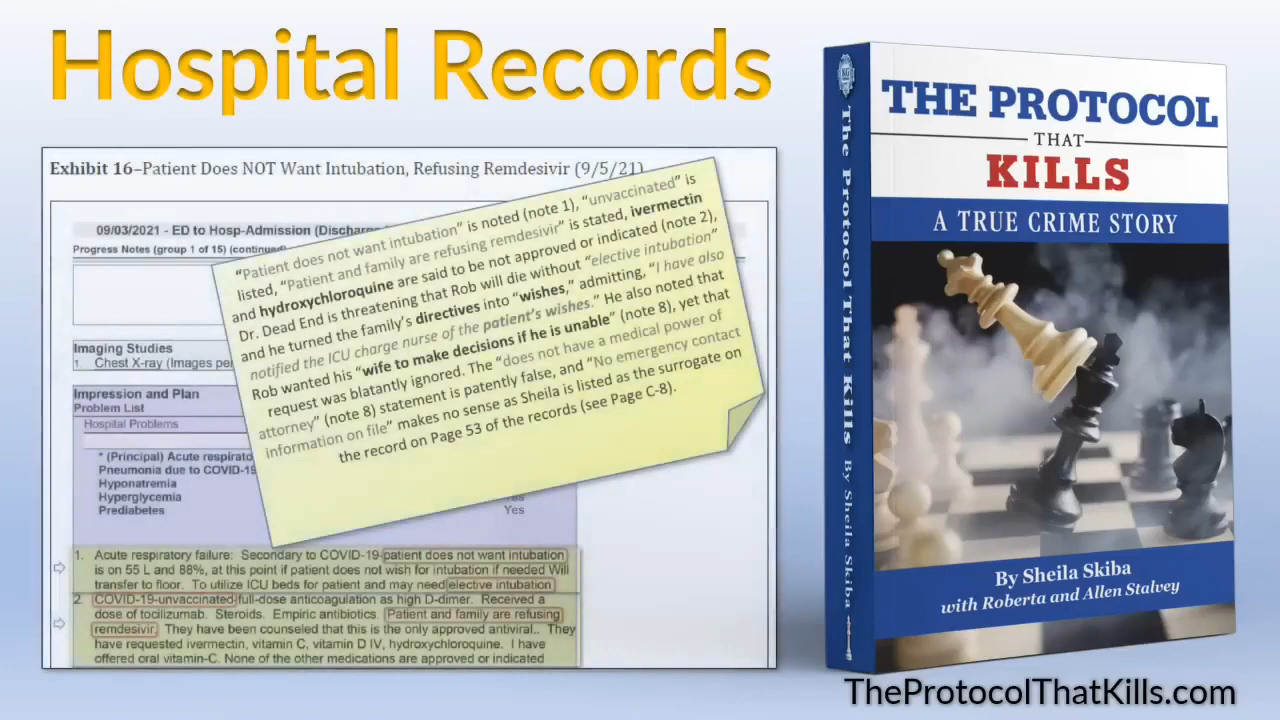 Hospital Records
Exhibit 16–Patient Does NOT Want Intubation, Refusing Remdesivir (9/5/21)
09/03/2021 - ED to Hosp-Admission (Discharge
Progress Notes (group 1 of 15) (continued
"Patient does not want intubation" is noted (note 1), "unvaccinated" is
listed, "Patient and family are refusing remdesivir" is stated, ivermectin
and hydroxychloroquine are said to be not approved or indicated (note 2),
Dr. Dead End is threatening that Rob will die without "elective intubation"
and he turned the family's directives into "wishes," admitting, "I have also
notified the ICU charge nurse of the patient's wishes." He also noted that
Rob wanted his "wife to make decisions if he is unable" (note 8), yet that
request was blatantly ignored. The "does not have a medical power of
attorney" (note 8) statement is patently false, and "No emergency contact
information on file" makes no sense as Sheila is listed as the surrogate on
the record on Page 53 of the records (see Page C-8).
Imaging Studies
1. Chest X-ray (Images per
Impression and Plan
Problem List
Hospital Problems
* (Principal) Acute respirato
Pneumonia due to COVID-19
Hyponatremia
Hyperglycemia
Prediabetes
Yes
Yes
1. Acute respiratory failure: Secondary to COVID-19-patient does not want intubation
is on 55 L and 88%, at this point if patient does not wish for intubation if needed Will
transfer to floor. To utilize ICU beds for patient and may need elective intubation
2. COVID-19-unvaccinated-full-dose anticoagulation as high D-dimer. Received a
dose of tocilizumab. Steroids. Empiric antibiotics. Patient and family are refusing
remdesivir. They have been counseled that this is the only approved antiviral.. They
have requested ivermectin, vitamin C, vitamin D IV, hydroxychloroquine. I have
offered oral vitamin-C. None of the other medications are approved or indicated
The Protocol That Kills By Sheila Skiba
THE PROTOCOL
THAT
KILLS
A TRUE CRIME STORY
By Sheila Skiba
with Roberta and Allen Stalvey
TheProtocolThatKills.com